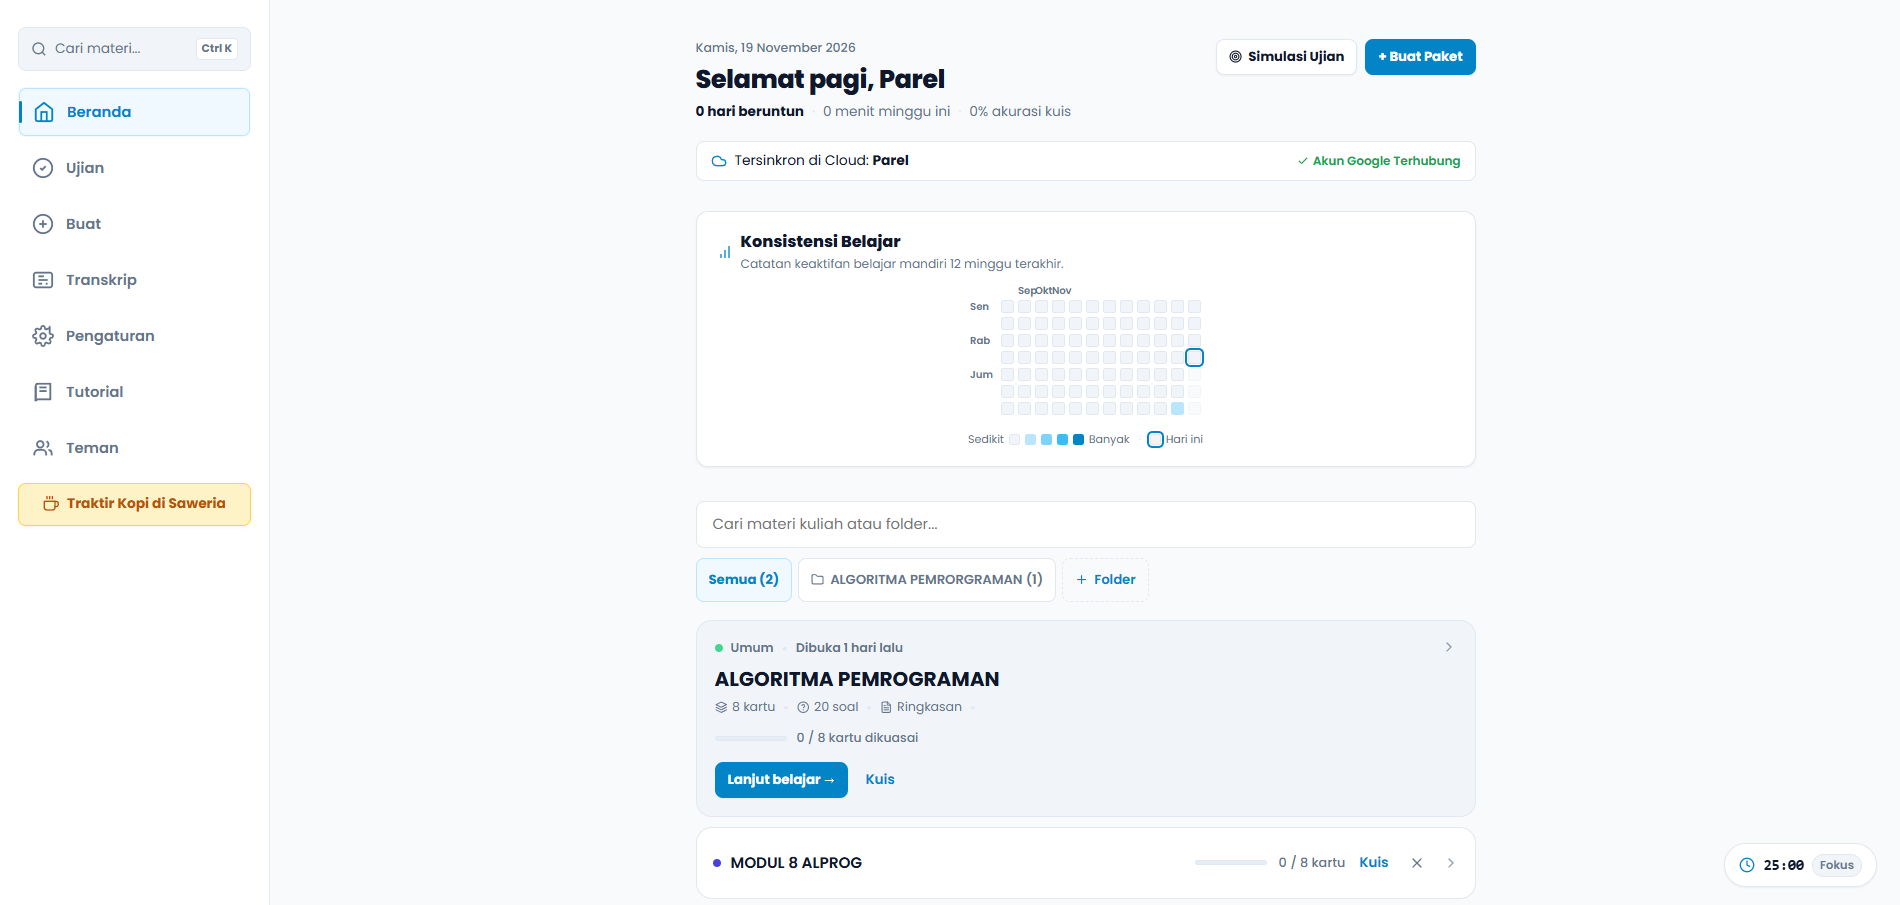 Cari materi... Ctrl K
Beranda
Ujian
Buat
Transkrip
Pengaturan
Tutorial
Teman
Traktir Kopi di Saweria
Kamis, 19 November 2026
Selamat pagi, Parel
0 hari beruntun · 0 menit minggu ini · 0% akurasi kuis
Simulasi Ujian
+ Buat Paket
Tersinkron di Cloud: Parel
✓ Akun Google Terhubung
Konsistensi Belajar
Catatan keaktifan belajar mandiri 12 minggu terakhir.
SepOktNov
Sen
Rab
Jum
Sedikit Banyak · Hari ini
Cari materi kuliah atau folder...
Semua (2)
ALGORITMA PEMRORGRAMAN (1)
+ Folder
Umum · Dibuka 1 hari lalu
ALGORITMA PEMROGRAMAN
8 kartu · 20 soal · Ringkasan ·
0 / 8 kartu dikuasai
Lanjut belajar → Kuis
MODUL 8 ALPROG
0 / 8 kartu Kuis
25:00 Fokus